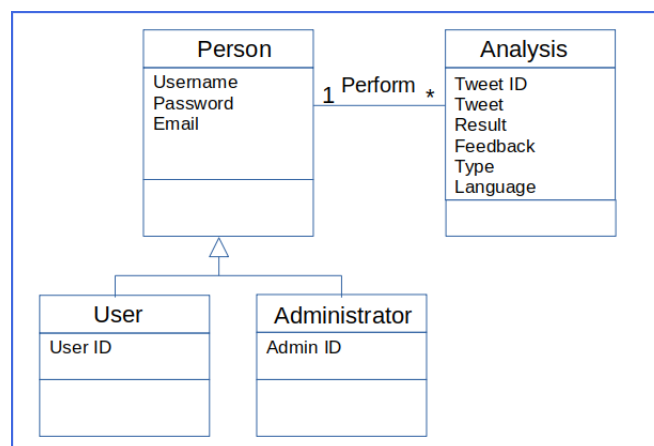 Person
Username
Password
Email
1 Perform *
Analysis
Tweet ID
Tweet
Result
Feedback
Type
Language
User
User ID
Administrator
Admin ID